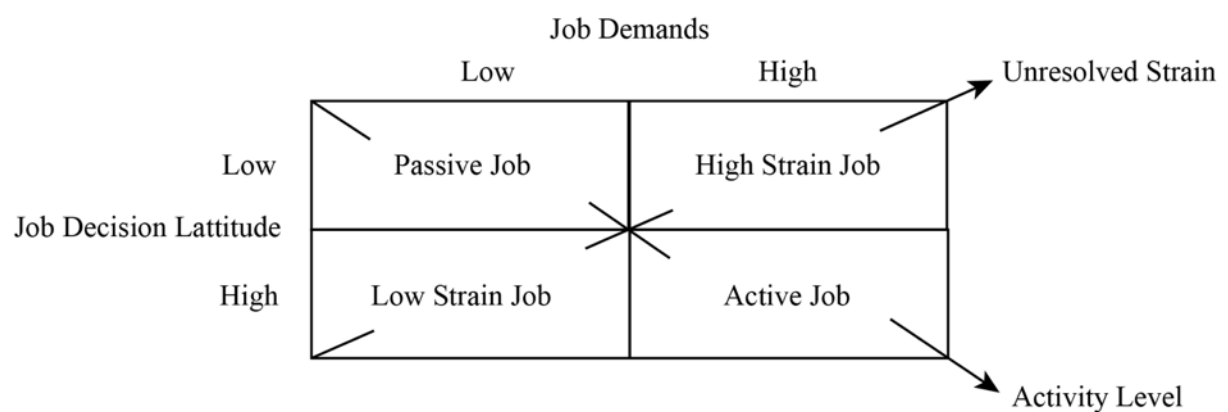 Job Demands
Low High Unresolved Strain
Low Passive Job High Strain Job
Job Decision Lattitude
High Low Strain Job Active Job
Activity Level